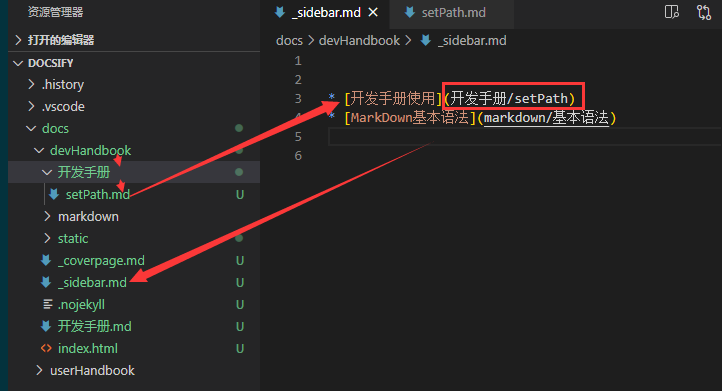 资源管理器
打开的编辑器
DOCSIFY
.history
.vscode
docs
devHandbook
开发手册
setPath.md U
markdown
static
_coverpage.md U
_sidebar.md U
.nojekyll U
开发手册.md U
index.html U
userHandbook
_sidebar.md setPath.md
docs > devHandbook > _sidebar.md
1
2
3 * [开发手册使用](开发手册/setPath)
4 * [MarkDown基本语法](markdown/基本语法)
5
6